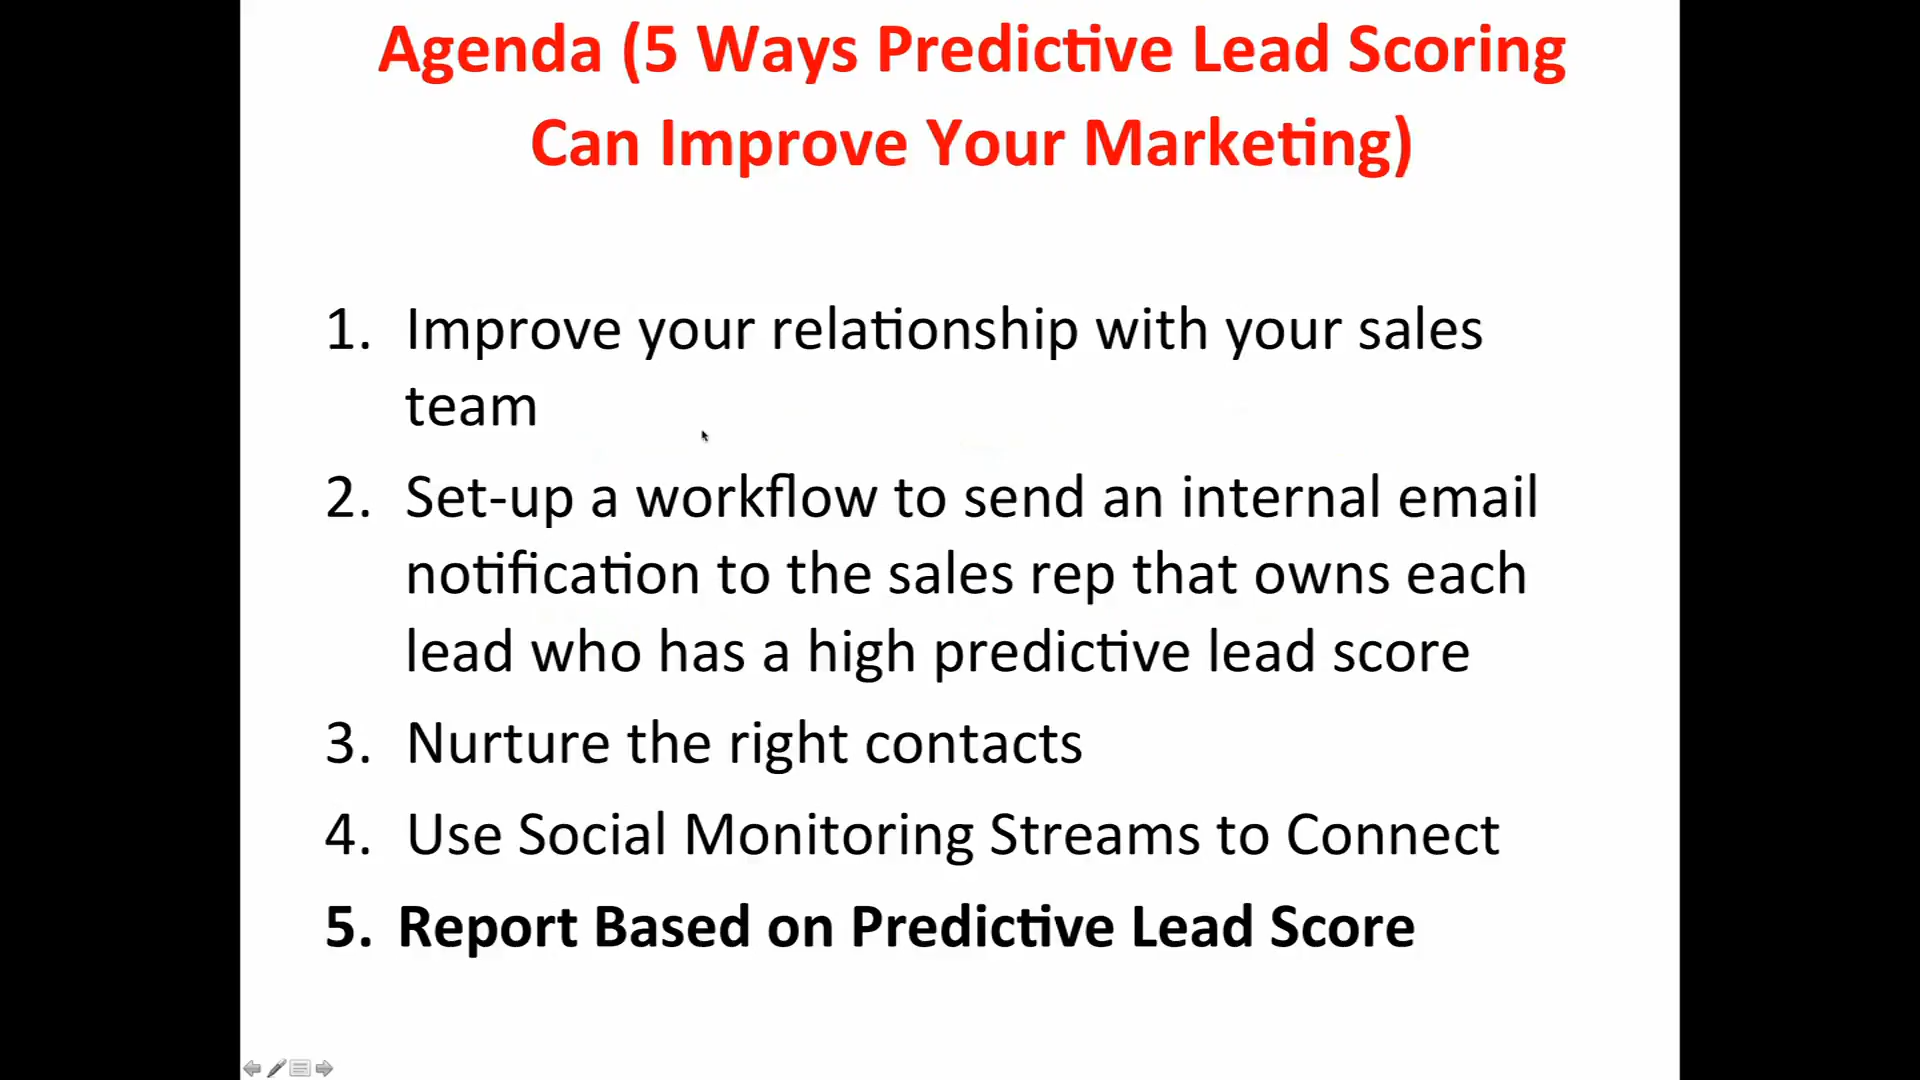 Agenda (5 Ways Predictive Lead Scoring
Can Improve Your Marketing)
1. Improve your relationship with your sales
team
2. Set-up a workflow to send an internal email
notification to the sales rep that owns each
lead who has a high predictive lead score
3. Nurture the right contacts
4. Use Social Monitoring Streams to Connect
5. Report Based on Predictive Lead Score